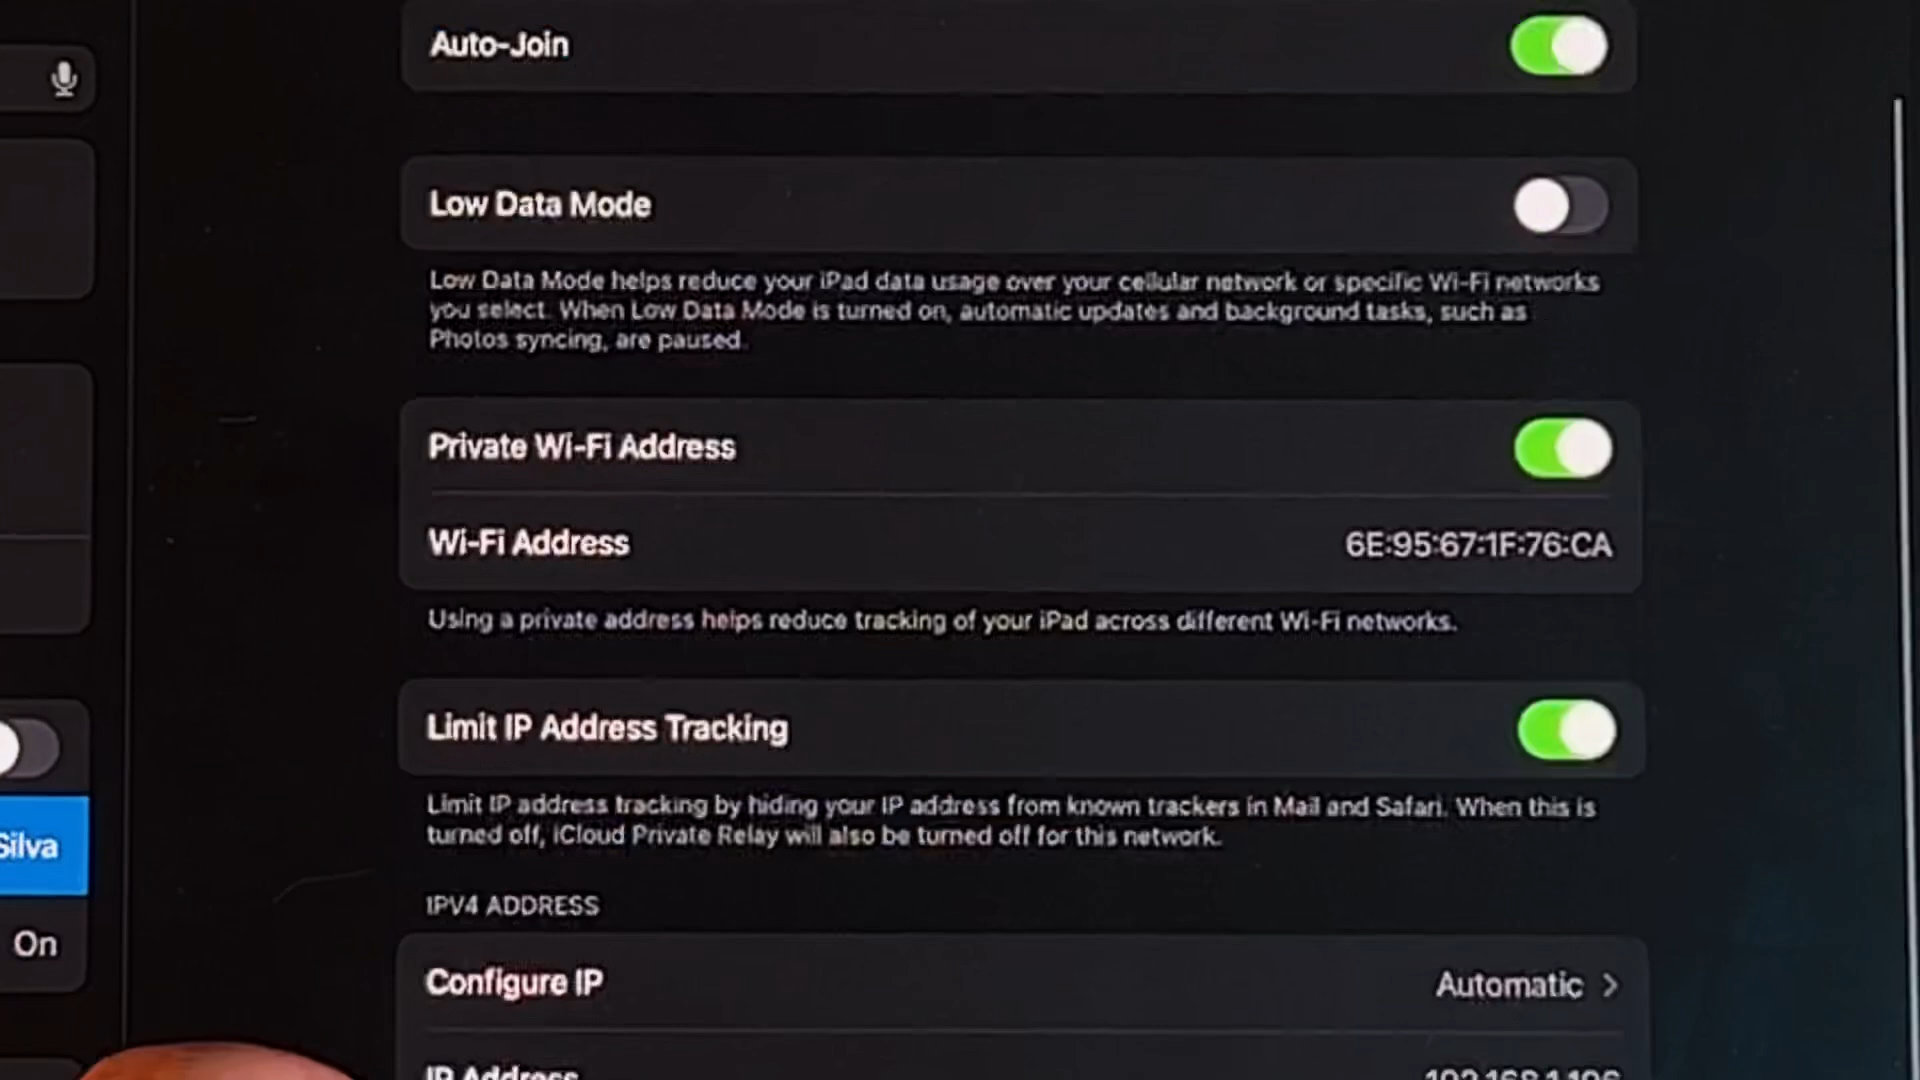 Auto-Join
Low Data Mode
Low Data Mode helps reduce your iPad data usage over your cellular network or specific Wi-Fi networks
you select. When Low Data Mode is turned on, automatic updates and background tasks, such as
Photos syncing, are paused.
Private Wi-Fi Address
Wi-Fi Address 6E:95:67:1F:76:CA
Using a private address helps reduce tracking of your iPad across different Wi-Fi networks.
Limit IP Address Tracking
Limit IP address tracking by hiding your IP address from known trackers in Mail and Safari. When this is
turned off, iCloud Private Relay will also be turned off for this network.
Silva
On
IPV4 ADDRESS
Configure IP Automatic >
IP Address